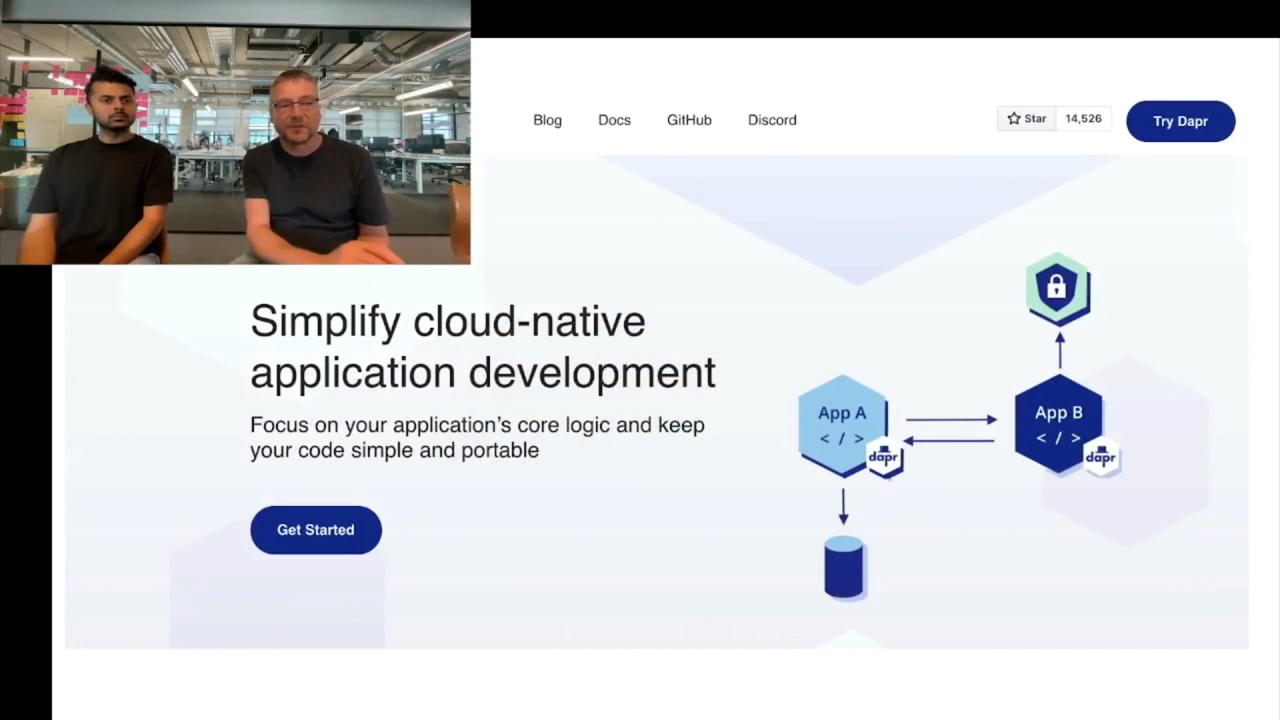 Blog
Docs
GitHub
Discord
Star
14,526
Try Dapr
Simplify cloud-native
application development
Focus on your application's core logic and keep
your code simple and portable
Get Started
App A
< / >
dapr
App B
< / >
dapr